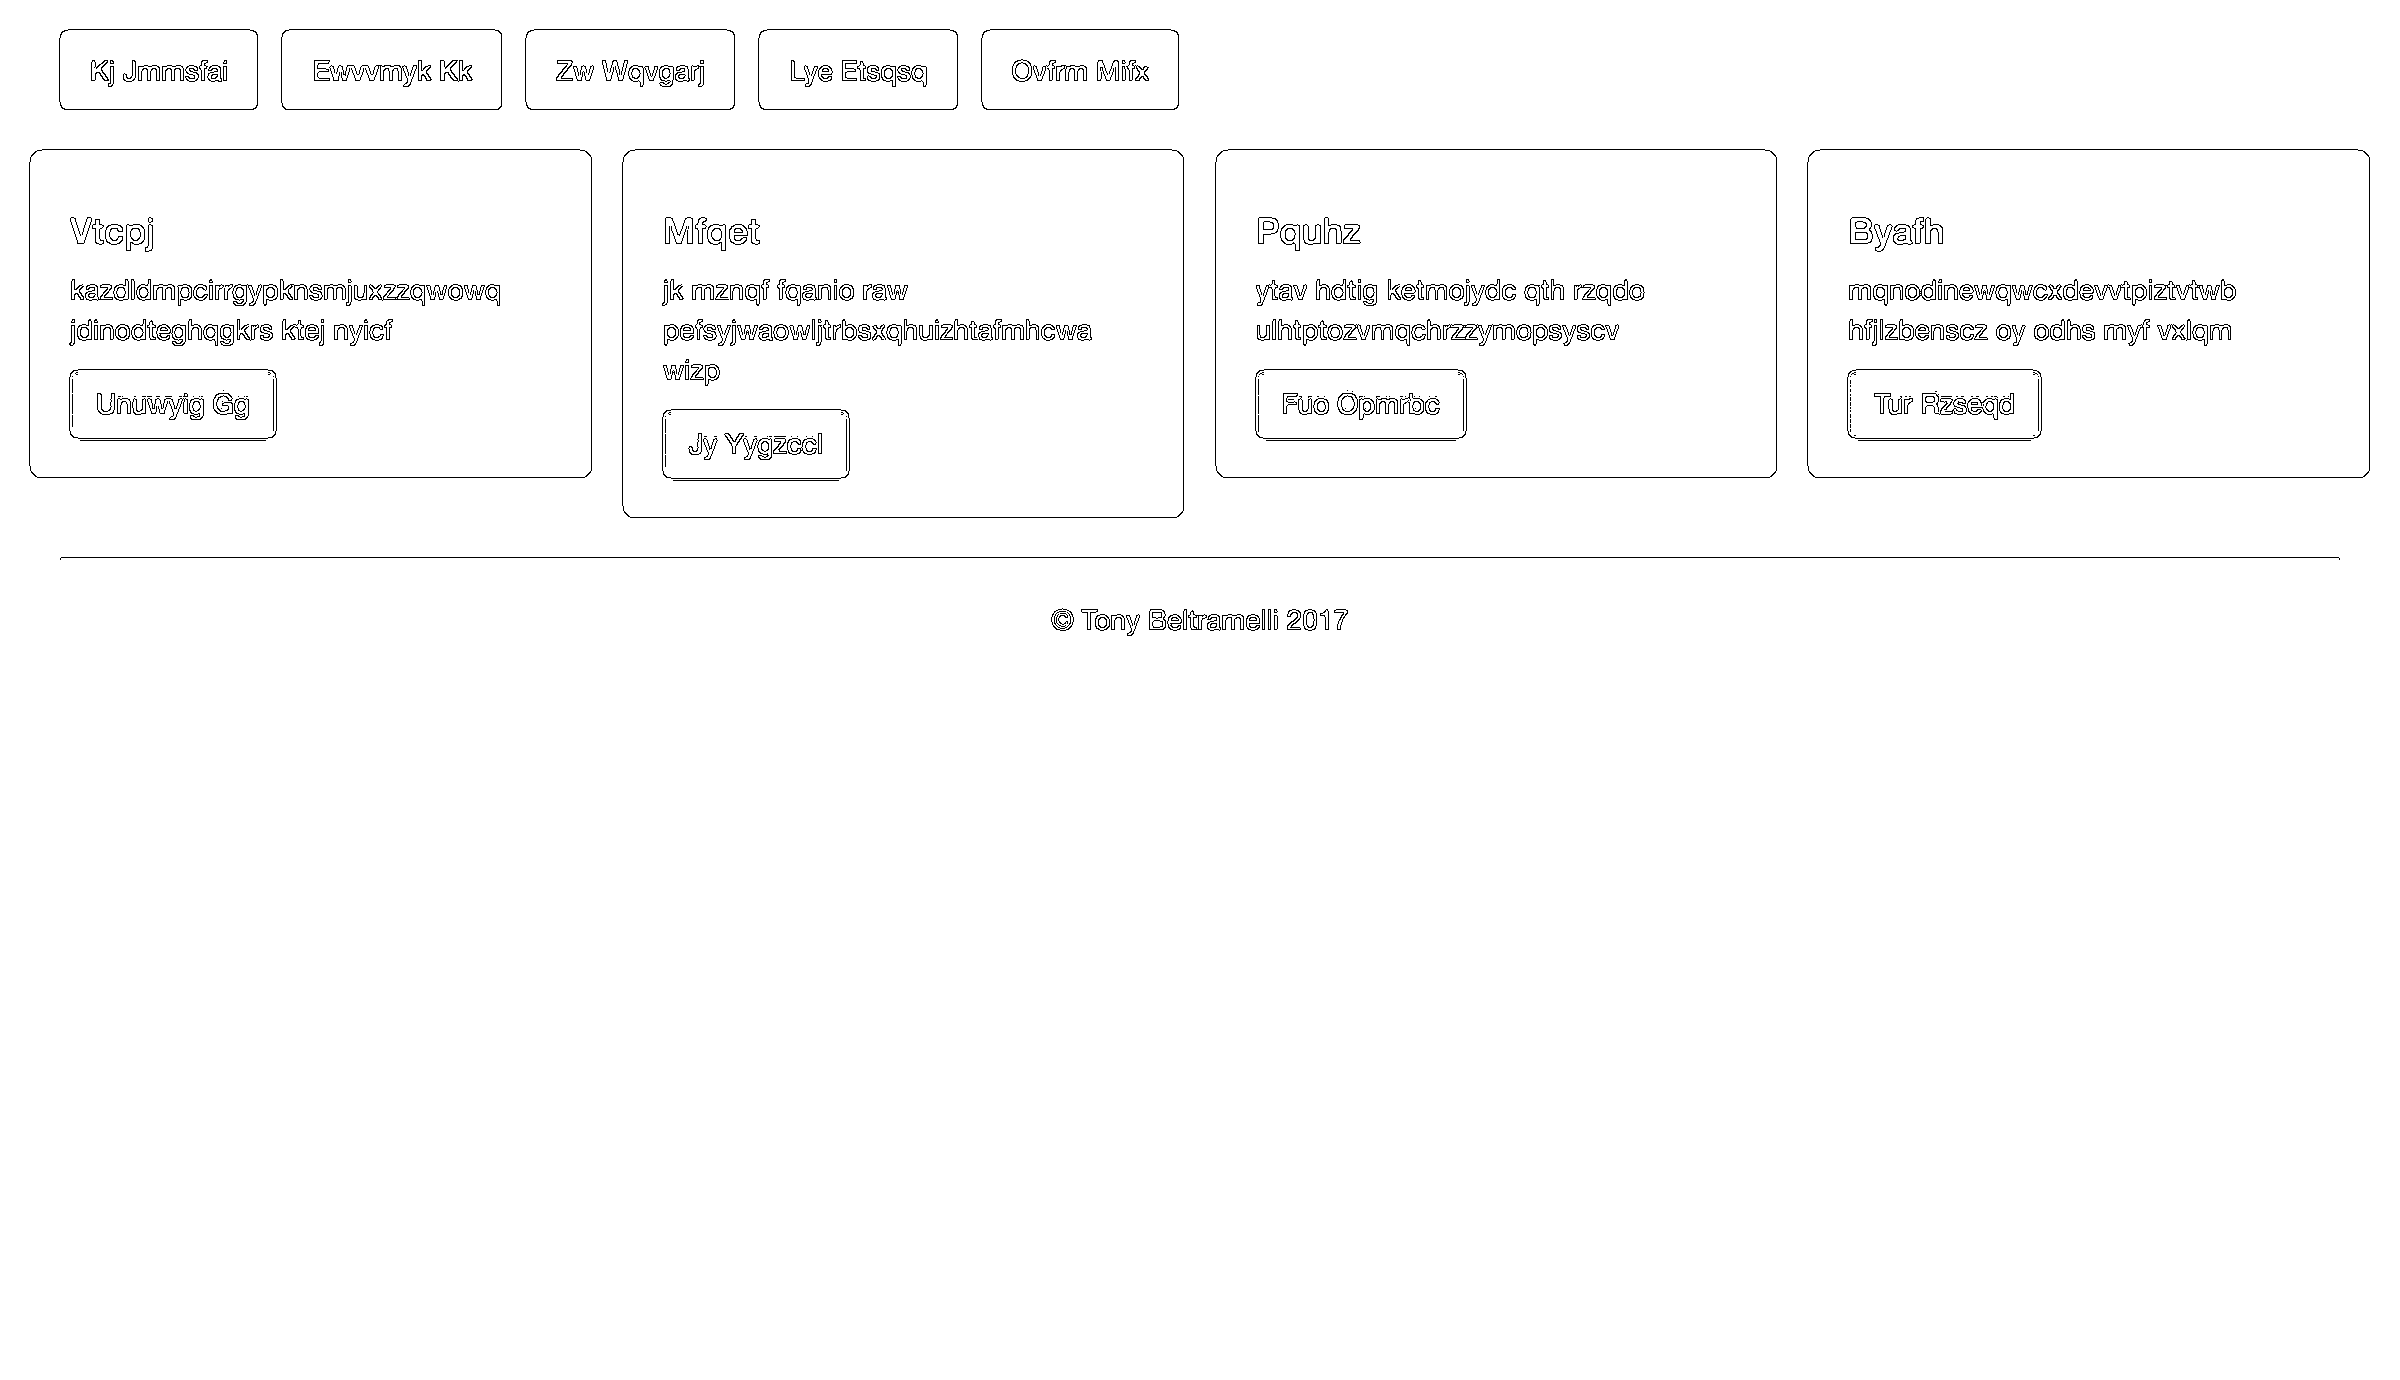 Kj Jmmsfai
Ewvvmyk Kk
Zw Wqvgarj
Lye Etsqsq
Ovfrm Mifx
Vtcpj
kazdldmpcirrgypknsmjuxzzqwowq
jdinodteghqgkrs ktej nyicf
Unuwyig Gg
Mfqet
jk mznqf fqanio raw
pefsyjwaowljtrbsxqhuizhtafmhcwa
wizp
Jy Yygzccl
Pquhz
ytav hdtig ketmojydc qth rzqdo
ulhtptozvmqchrzzymopsyscv
Fuo Opmrbc
Byafh
mqnodinewqwcxdevvtpiztvtwb
hfjlzbenscz oy odhs myf vxlqm
Tur Rzseqd
© Tony Beltramelli 2017